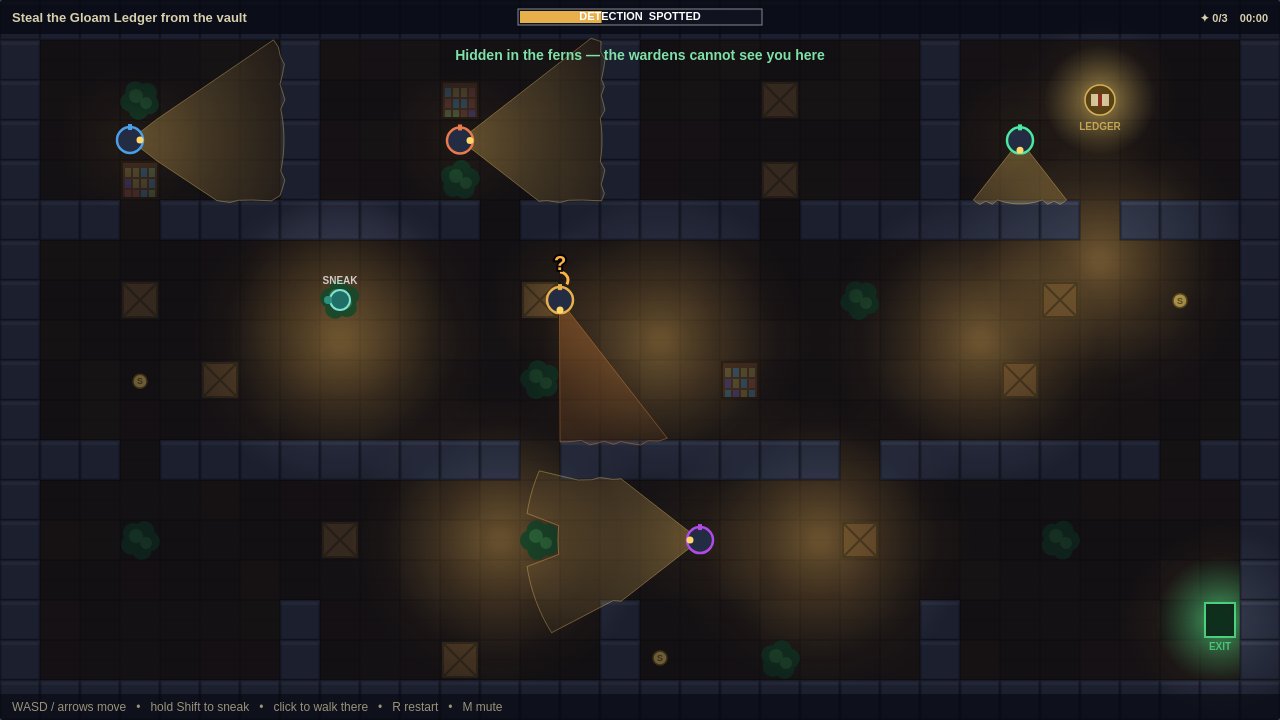 Steal the Gloam Ledger from the vault
DETECTION SPOTTED
✦ 0/3 00:00
Hidden in the ferns — the wardens cannot see you here
LEDGER
?
SNEAK
S
S
S
EXIT
WASD / arrows move • hold Shift to sneak • click to walk there • R restart • M mute